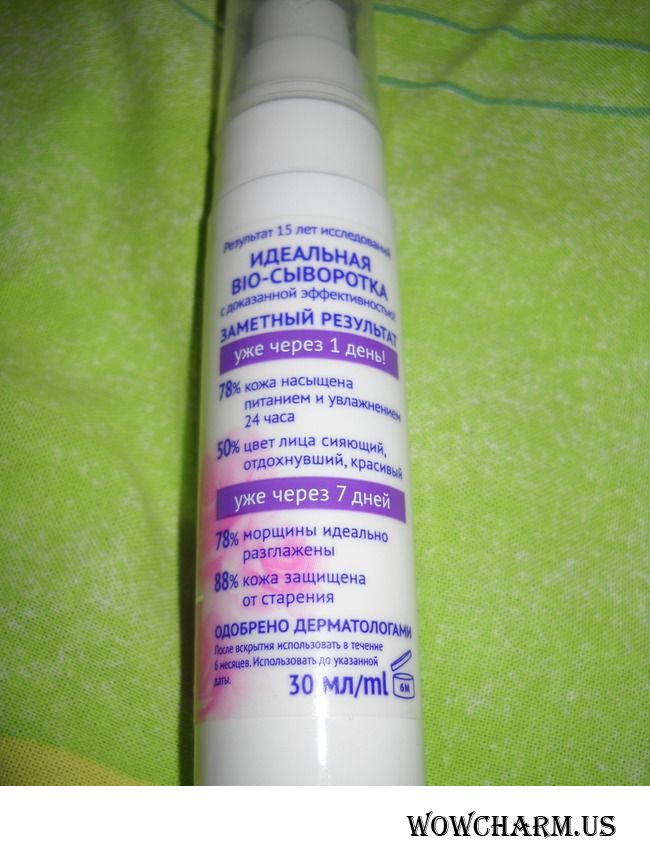 Результат 15 лет исследований
ИДЕАЛЬНАЯ
BIO-СЫВОРОТКА
с доказанной эффективностью
ЗАМЕТНЫЙ РЕЗУЛЬТАТ
уже через 1 день!
78% кожа насыщена
питанием и увлажнением
24 часа
50% цвет лица сияющий,
отдохнувший, красивый
уже через 7 дней
78% морщины идеально
разглажены
88% кожа защищена
от старения
ОДОБРЕНО ДЕРМАТОЛОГАМИ
После вскрытия использовать в течение
6 месяцев. Использовать до указанной
даты.
30 мл/ml 6M
WOWCHARM.US